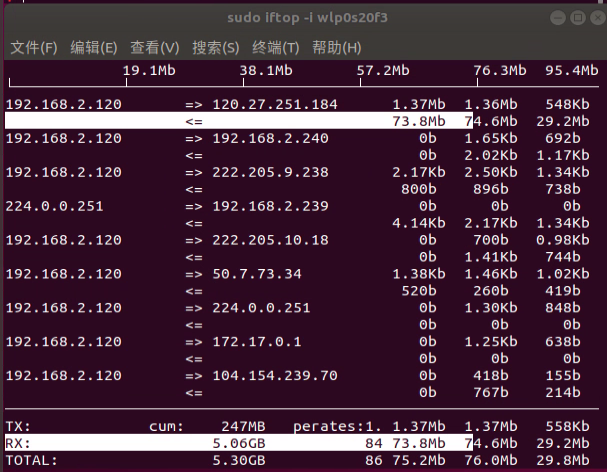 sudo iftop -i wlp0s20f3
文件(F) 编辑(E) 查看(V) 搜索(S) 终端(T) 帮助(H)
19.1Mb 38.1Mb 57.2Mb 76.3Mb 95.4Mb
192.168.2.120 => 120.27.251.184 1.37Mb 1.36Mb 548Kb
<= 73.8Mb 74.6Mb 29.2Mb
192.168.2.120 => 192.168.2.240 0b 1.65Kb 692b
<= 0b 2.02Kb 1.17Kb
192.168.2.120 => 222.205.9.238 2.17Kb 2.50Kb 1.34Kb
<= 800b 896b 738b
224.0.0.251 => 192.168.2.239 0b 0b 0b
<= 4.14Kb 2.17Kb 1.34Kb
192.168.2.120 => 222.205.10.18 0b 700b 0.98Kb
<= 0b 1.41Kb 744b
192.168.2.120 => 50.7.73.34 1.38Kb 1.46Kb 1.02Kb
<= 520b 260b 419b
192.168.2.120 => 224.0.0.251 0b 1.30Kb 848b
<= 0b 0b 0b
192.168.2.120 => 172.17.0.1 0b 1.25Kb 638b
<= 0b 0b 0b
192.168.2.120 => 104.154.239.70 0b 418b 155b
<= 0b 767b 214b
TX: cum: 247MB perates:1. 1.37Mb 1.37Mb 558Kb
RX: 5.06GB 84 73.8Mb 74.6Mb 29.2Mb
TOTAL: 5.30GB 86 75.2Mb 76.0Mb 29.8Mb